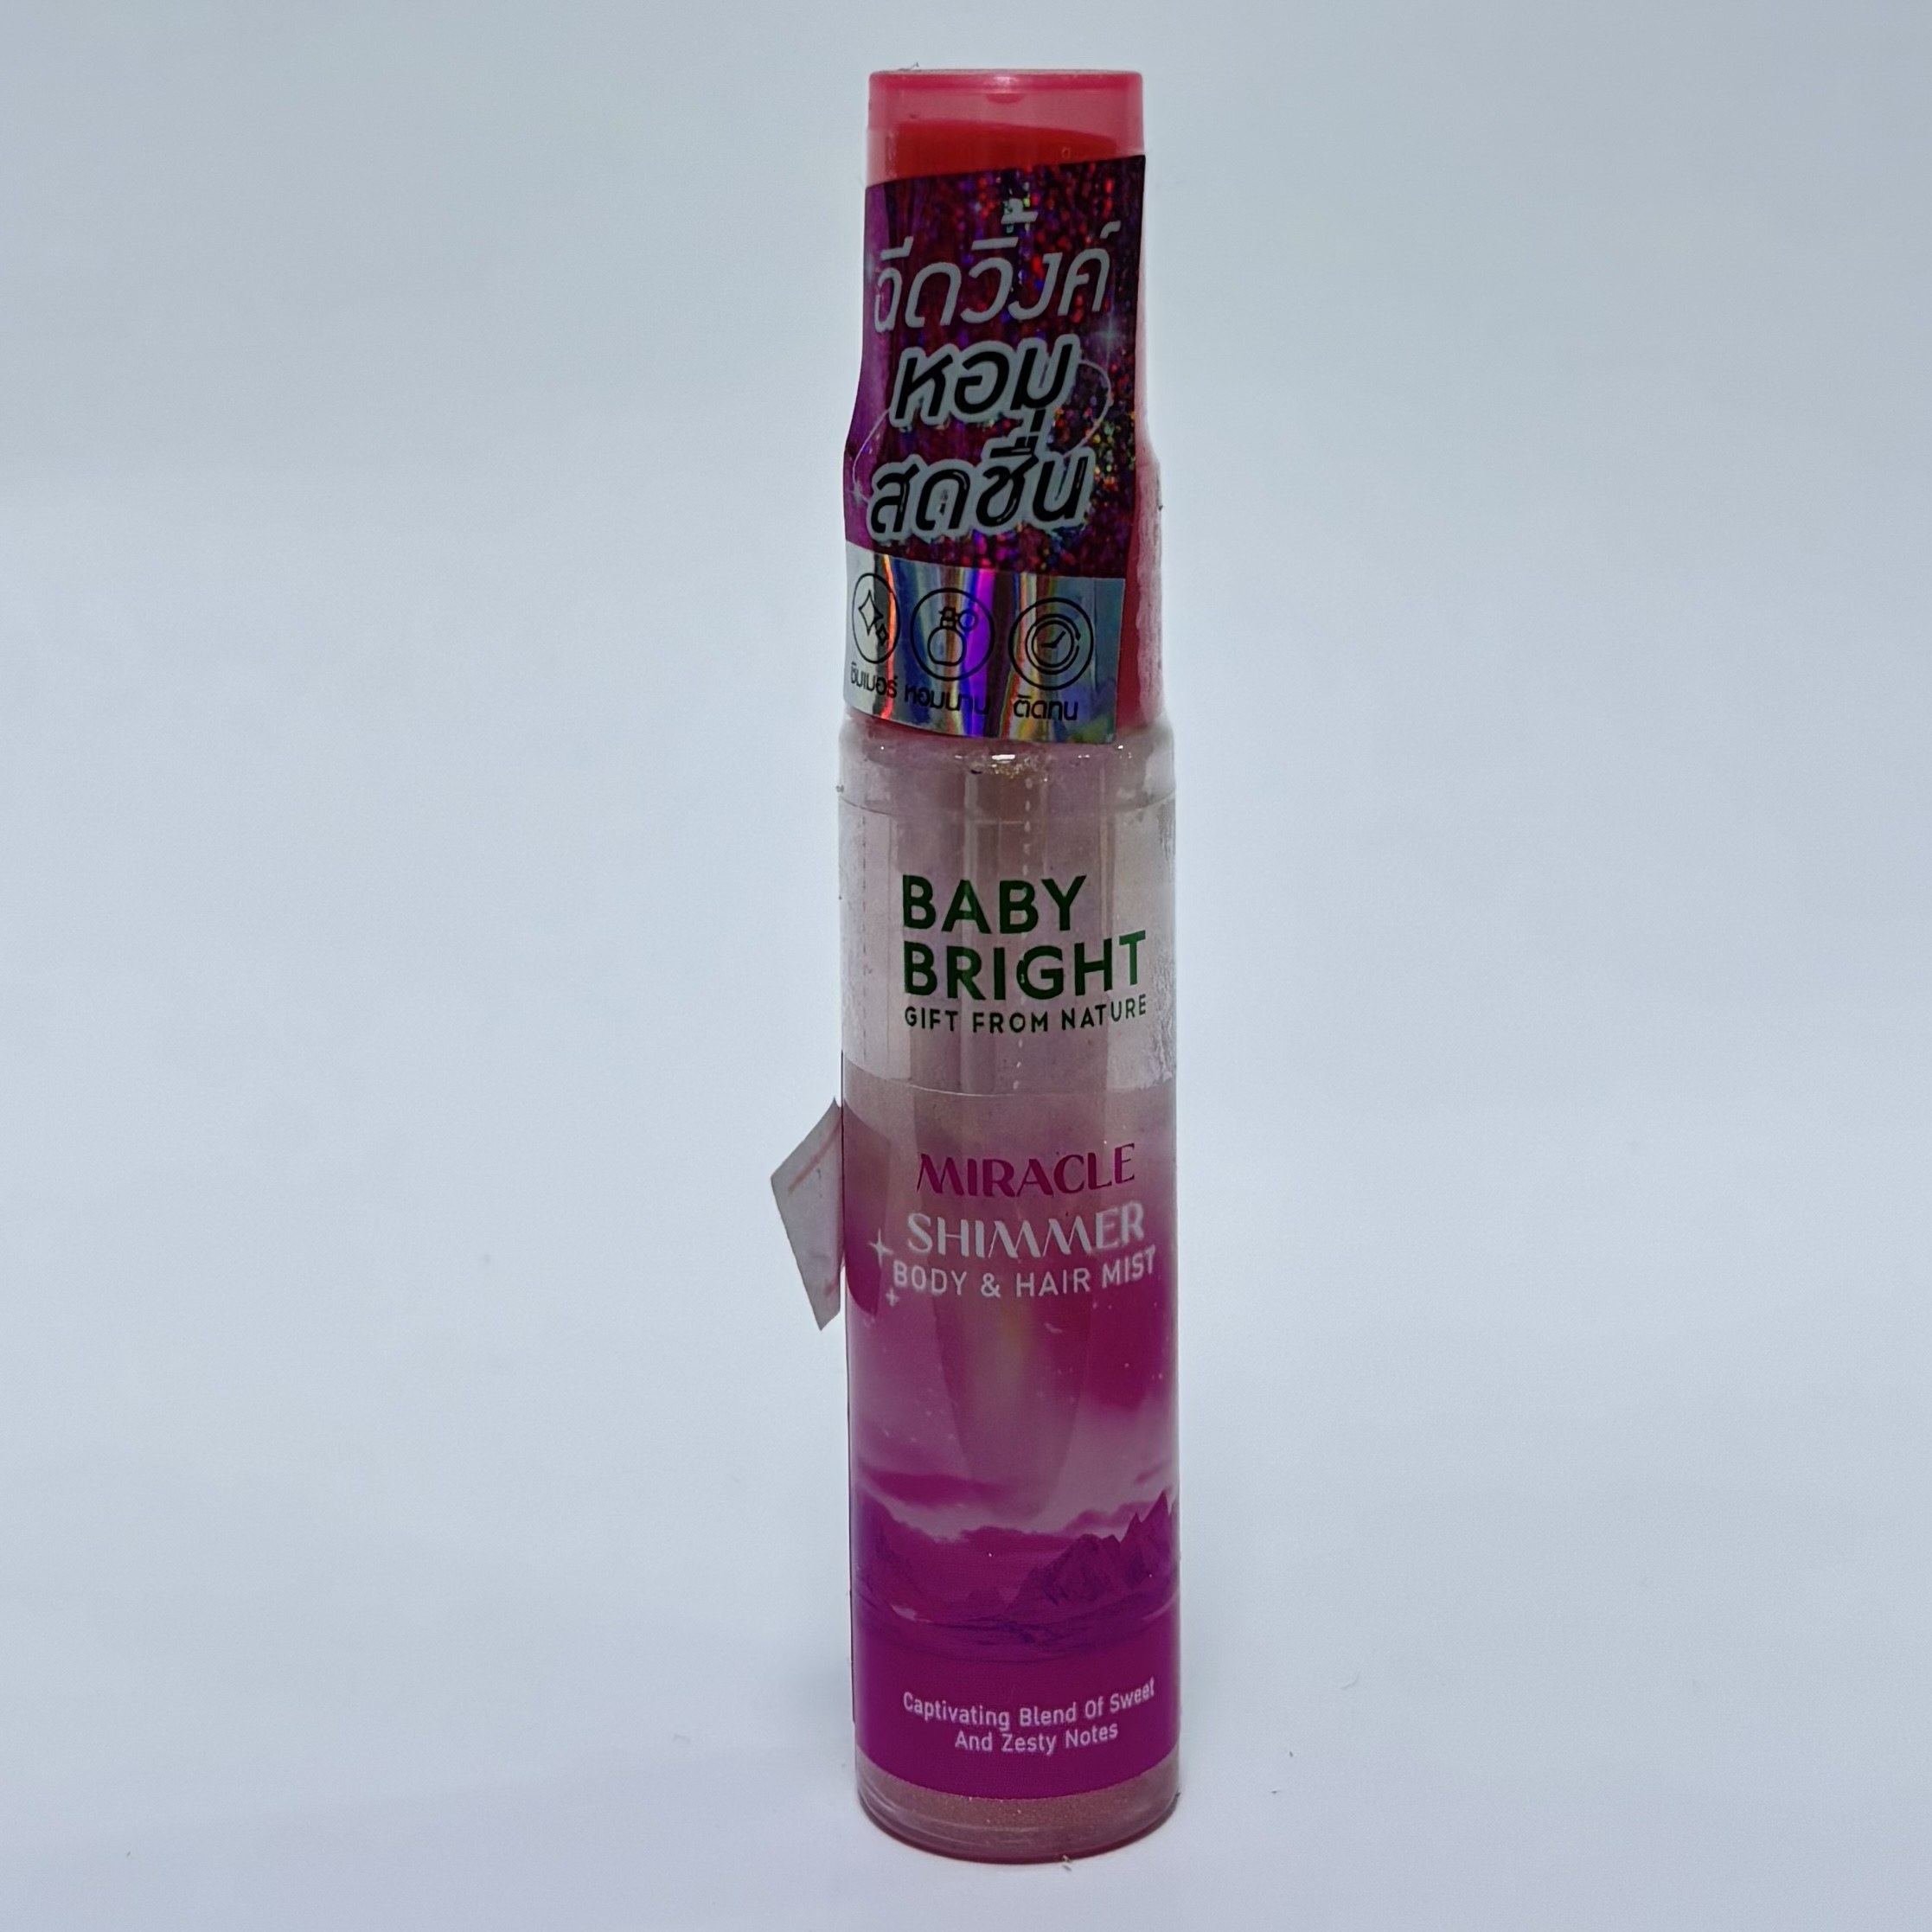 ฉีดวิ้งค์
หอม
สดชื่น
ชิมเมอร์ หอมนาน ติดทน
BABY
BRIGHT
GIFT FROM NATURE
MIRACLE
SHIMMER
BODY & HAIR MIST
Captivating Blend Of Sweet
And Zesty Notes